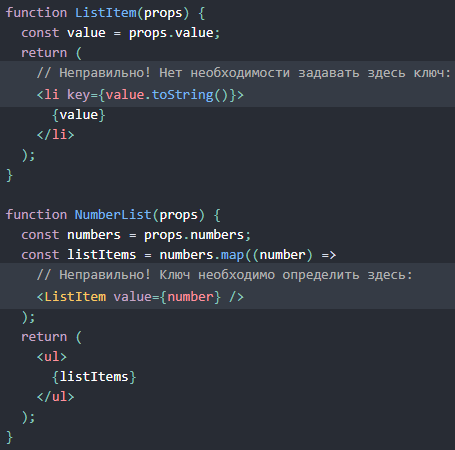 function ListItem(props) {
  const value = props.value;
  return (
    // Неправильно! Нет необходимости задавать здесь ключ:
    <li key={value.toString()}>
      {value}
    </li>
  );
}

function NumberList(props) {
  const numbers = props.numbers;
  const listItems = numbers.map((number) =>
    // Неправильно! Ключ необходимо определить здесь:
    <ListItem value={number} />
  );
  return (
    <ul>
      {listItems}
    </ul>
  );
}